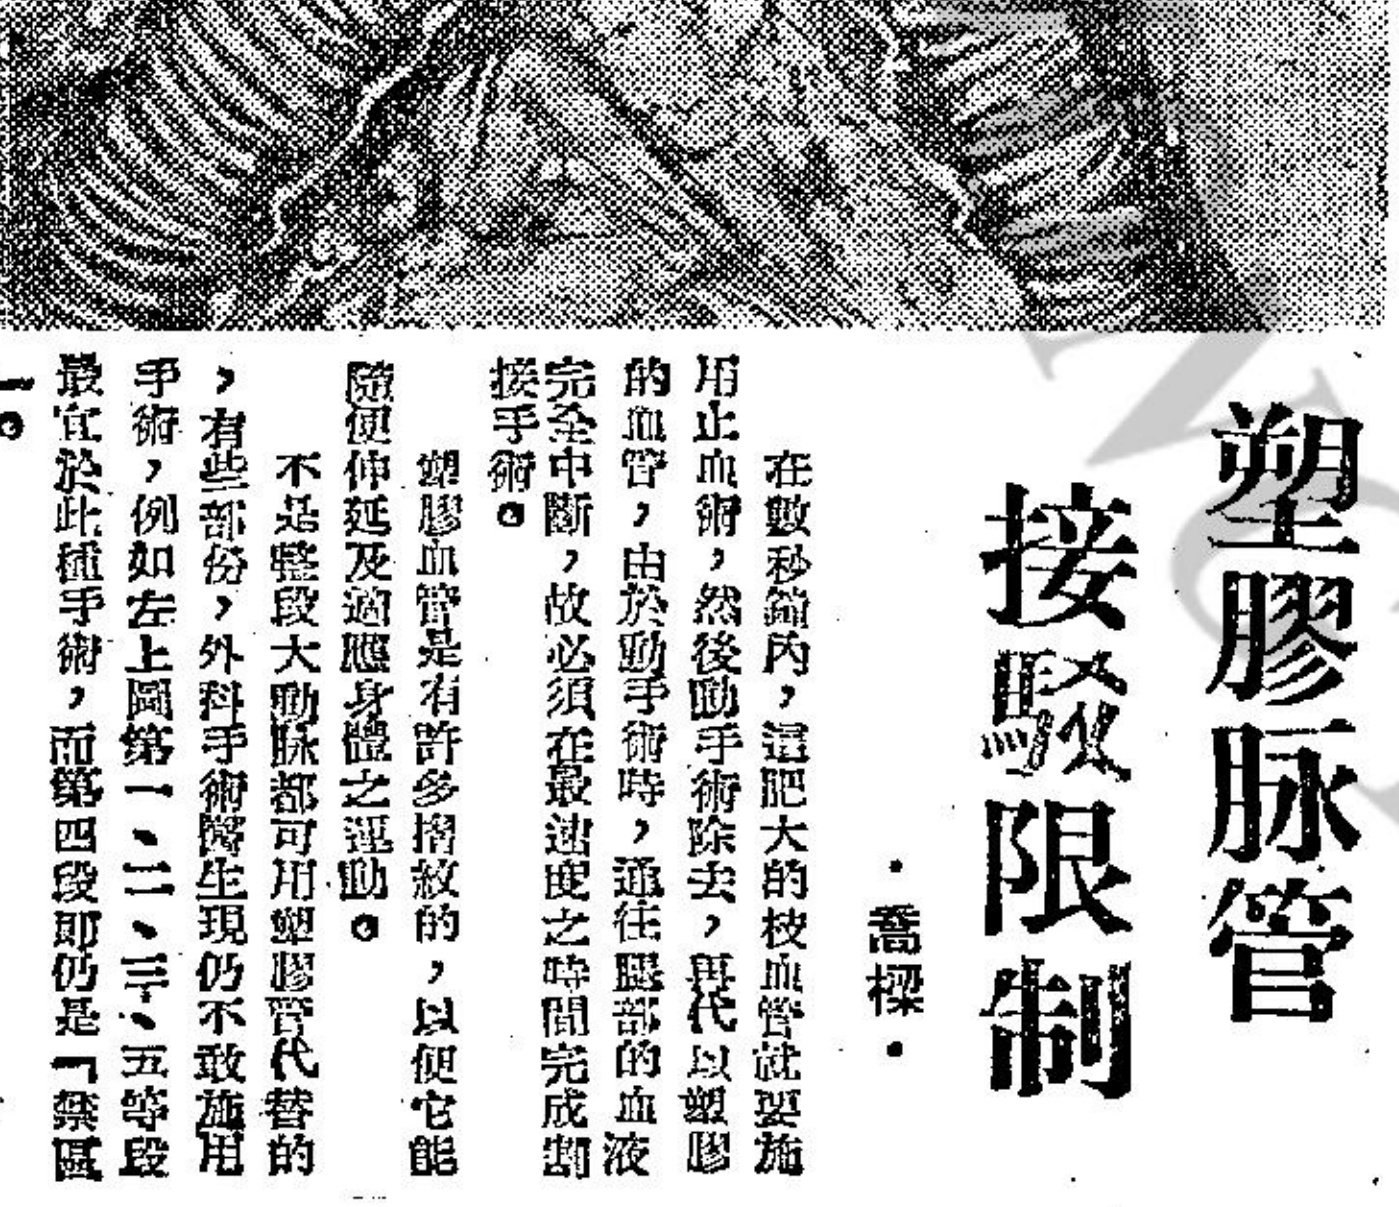 塑膠脉管
接駁限制
・喬樑・
在數秒鐘內，這肥大的枝血管就要施
用止血術，然後動手術除去，再代以塑膠
的血管，由於動手術時，通往腿部的血液
完全中斷，故必須在最速度之時間完成割
接手術。
塑膠血管是有許多摺紋的，以便它能
隨便伸延及適應身體之運動。
不是整段大動脉都可用塑膠管代替的
，有些部份，外科手術醫生現仍不敢施用
手術，例如左上圖第一、二、三、五等段
最宜於此種手術，而第四段即仍是「禁區
」。